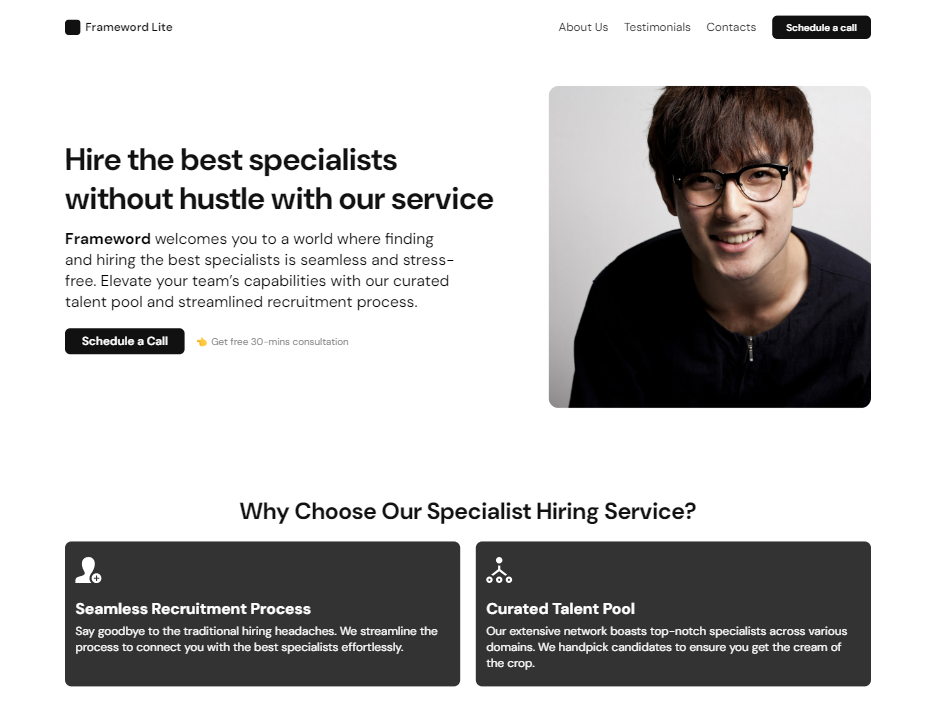 Frameword Lite
About Us
Testimonials
Contacts
Schedule a call
Hire the best specialists
without hustle with our service
Frameword welcomes you to a world where finding
and hiring the best specialists is seamless and stress-
free. Elevate your team's capabilities with our curated
talent pool and streamlined recruitment process.
Schedule a Call
👈 Get free 30-mins consultation
Why Choose Our Specialist Hiring Service?
Seamless Recruitment Process
Say goodbye to the traditional hiring headaches. We streamline the
process to connect you with the best specialists effortlessly.
Curated Talent Pool
Our extensive network boasts top-notch specialists across various
domains. We handpick candidates to ensure you get the cream of
the crop.